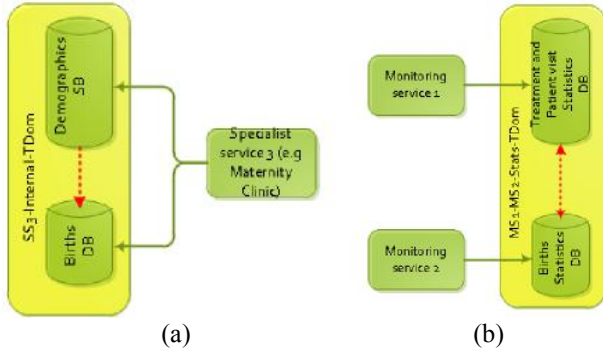 SS3-Internal-TDom
Demographics
SB
Births
DB
Specialist
service 3 (e.g
Maternity
Clinic)
(a)
Monitoring
service 1
Monitoring
service 2
MS1-MS2-Stats-TDom
Treatment and
Patient visit
Statistics
DB
Births
Statistics
DB
(b)